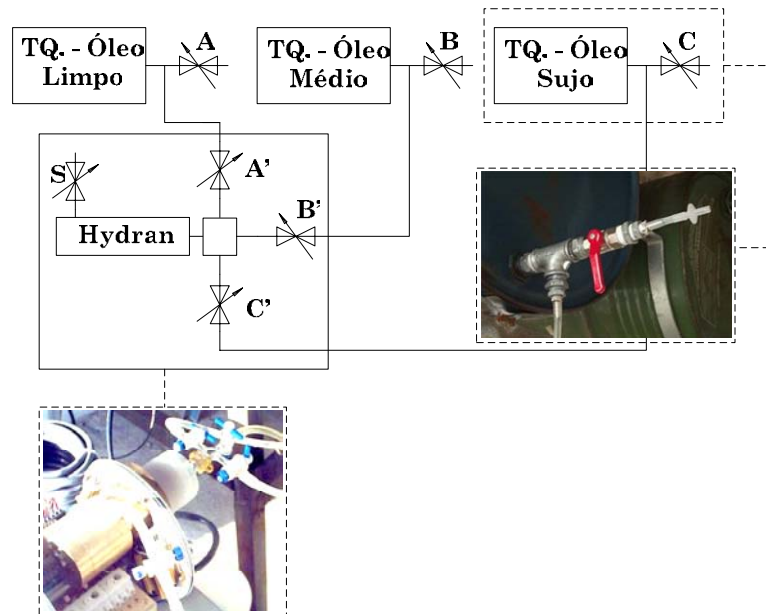 TQ. - Óleo
Limpo
A
TQ. - Óleo
Médio
B
TQ. - Óleo
Sujo
C
S
A'
Hydran
B'
C'